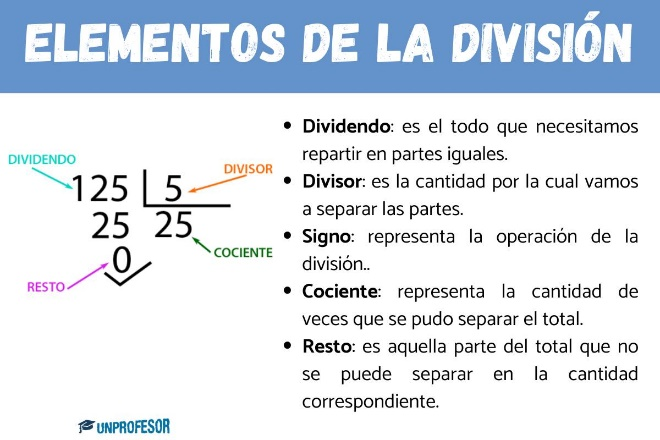 ELEMENTOS DE LA DIVISIÓN
DIVIDENDO
DIVISOR
125 5
25 25
0
COCIENTE
RESTO
• Dividendo: es el todo que necesitamos
repartir en partes iguales.
• Divisor: es la cantidad por la cual vamos
a separar las partes.
• Signo: representa la operación de la
división..
• Cociente: representa la cantidad de
veces que se pudo separar el total.
• Resto: es aquella parte del total que no
se puede separar en la cantidad
correspondiente.
UNPROFESOR